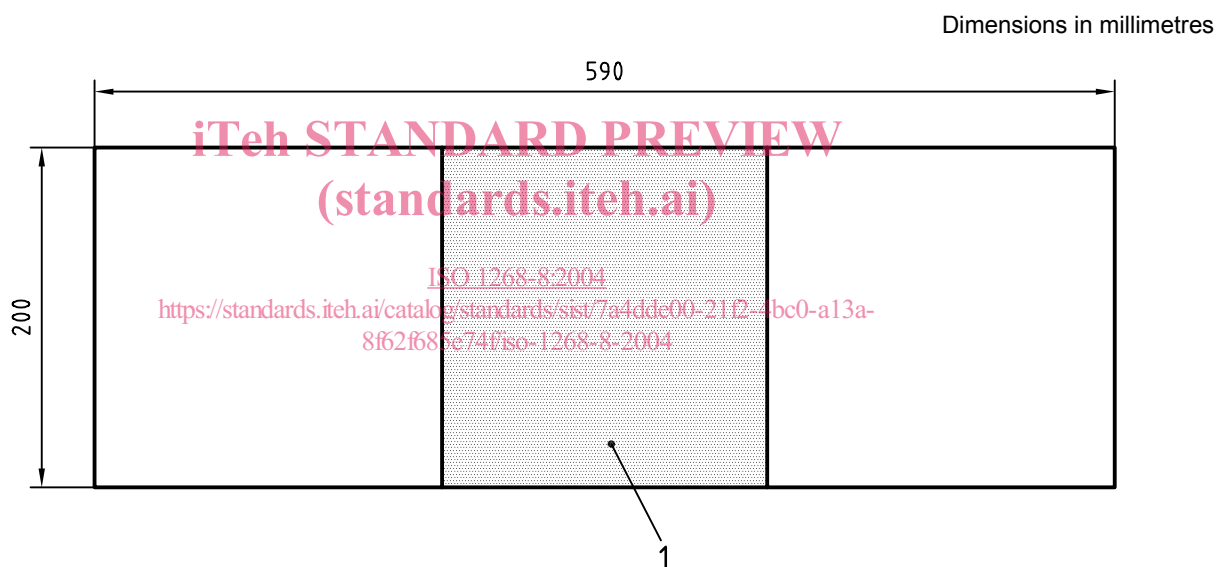 Dimensions in millimetres
590
iTeh STANDARD PREVIEW
(standards.iteh.ai)
ISO 1268-8:2004
https://standards.iteh.ai/catalog/standards/sist/7a4dde00-21f2-4bc0-a13a-
8f62f685e74f/iso-1268-8-2004
200
1